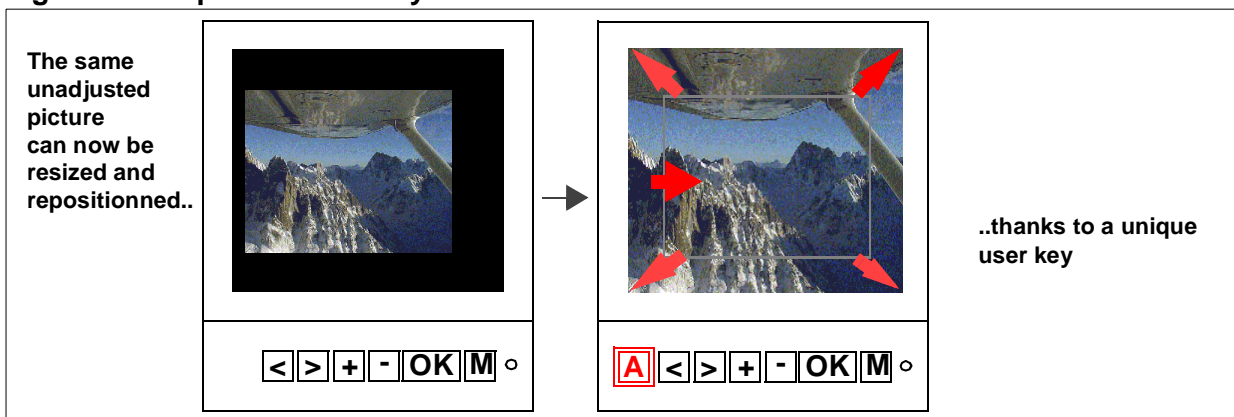 The same
unadjusted
picture
can now be
resized and
repositionned..
< > + - OK M
A < > + - OK M
..thanks to a unique
user key